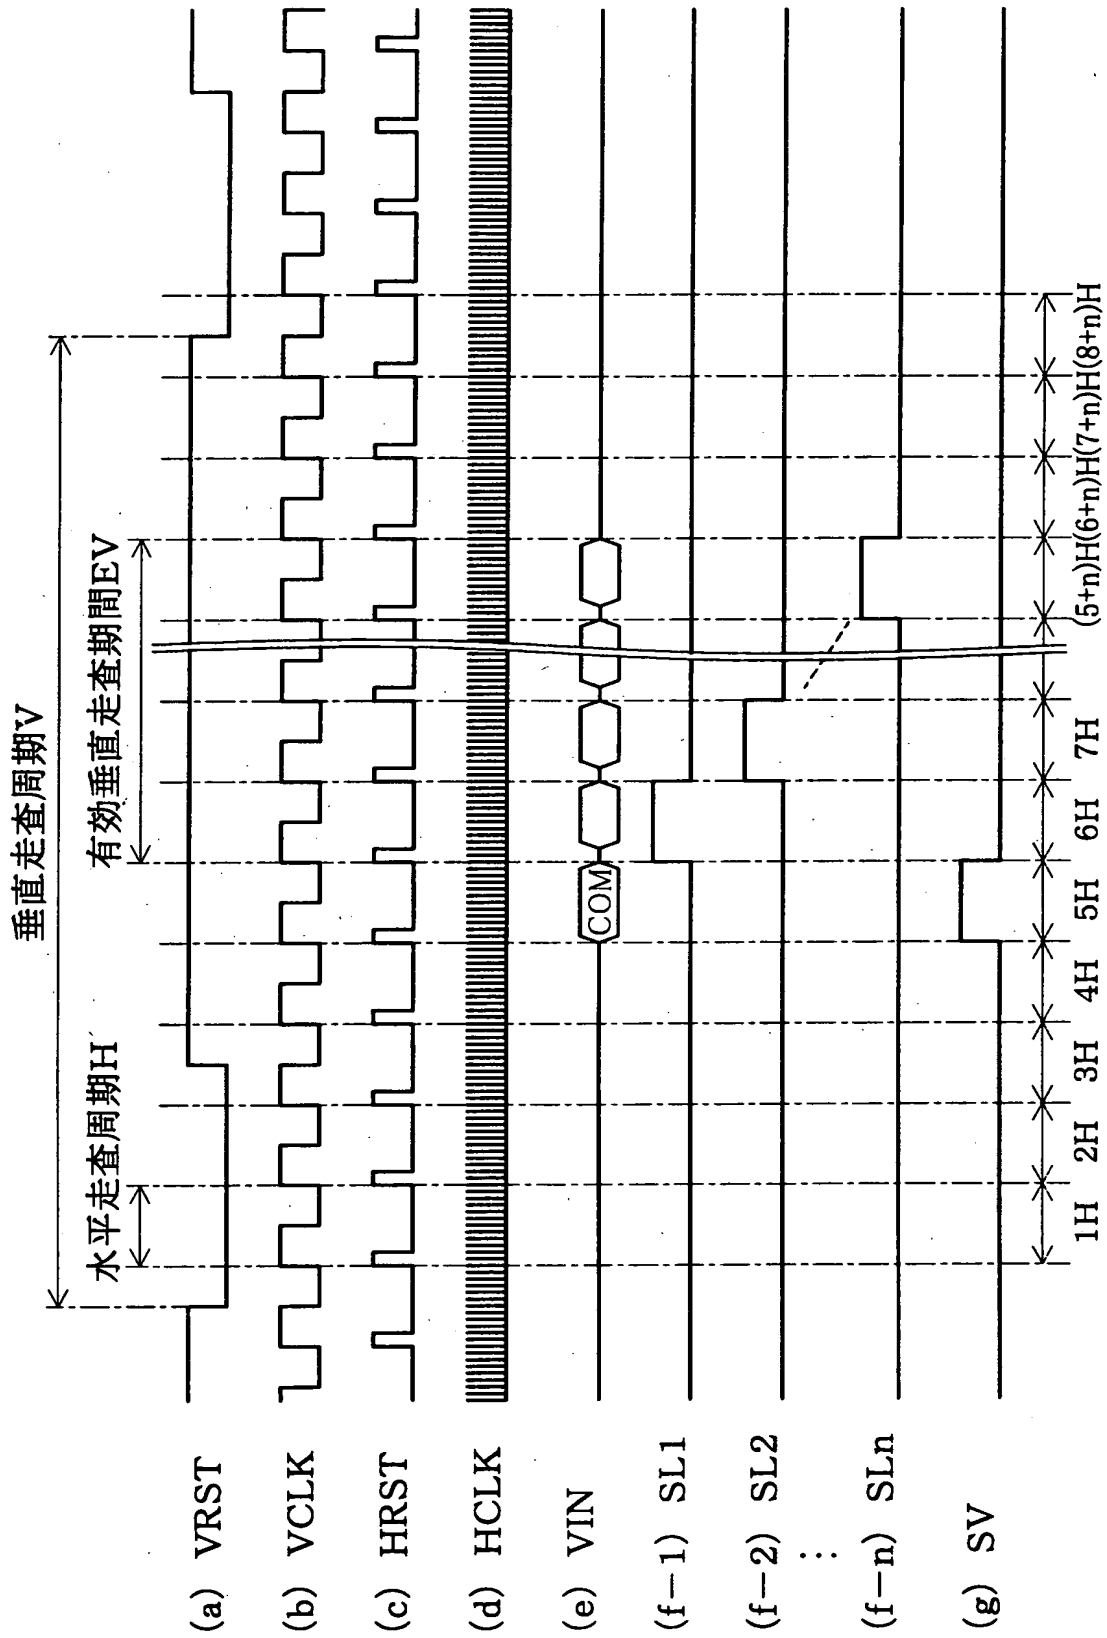 垂直走査周期V
水平走査周期H
有効垂直走査期間EV
(a) VRST
(b) VCLK
(c) HRST
(d) HCLK
(e) VIN
COM
(f-1) SL1
(f-2) SL2
(f-n) SLn
(g) SV
1H 2H 3H 4H 5H 6H 7H (5+n)H (6+n)H (7+n)H (8+n)H